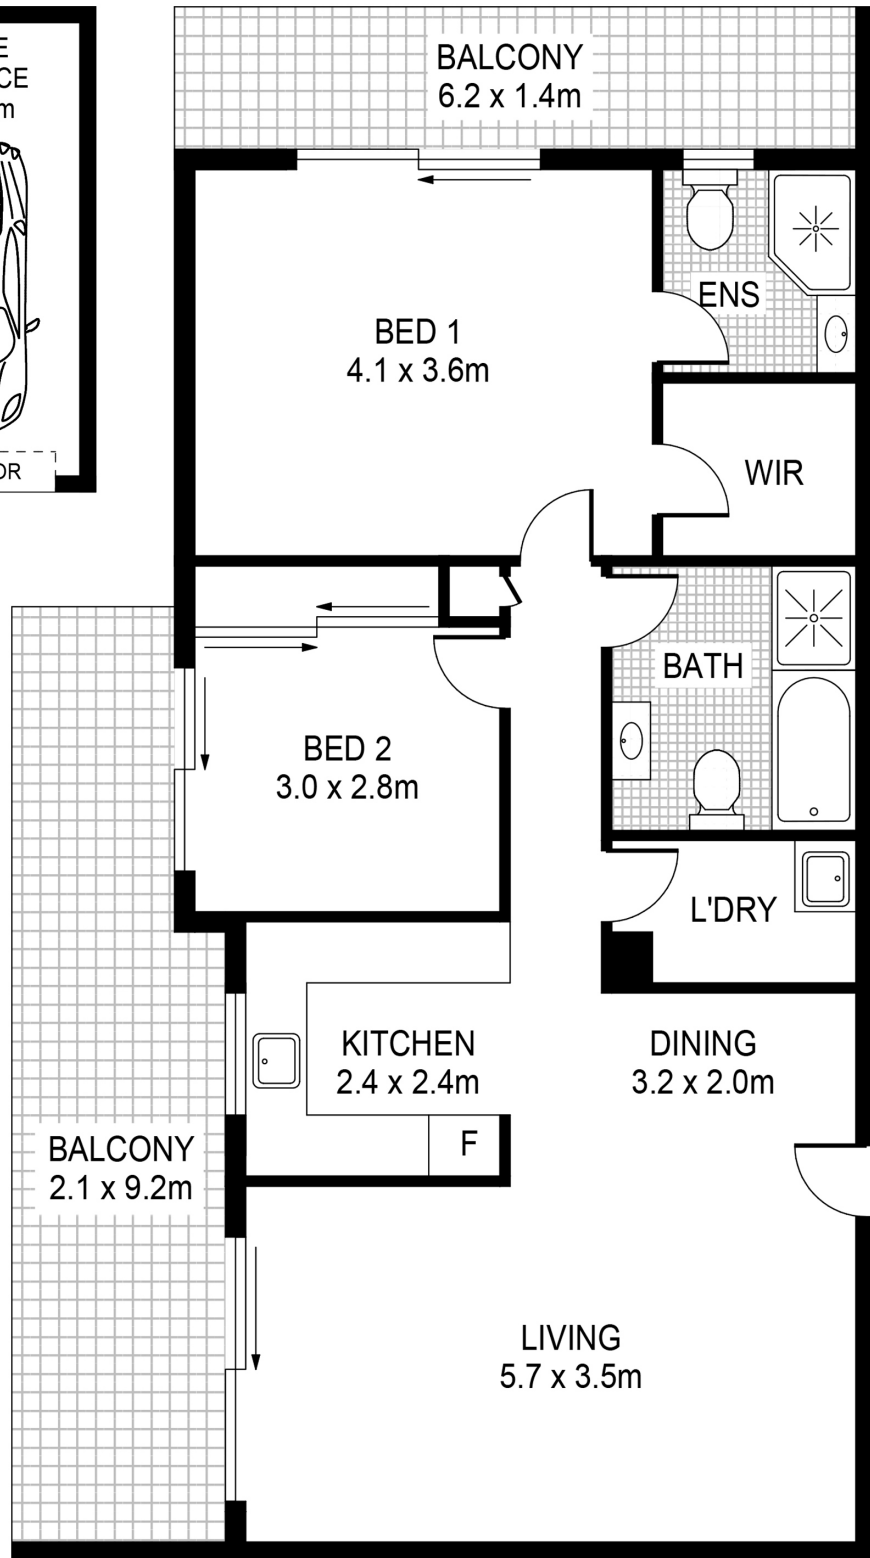 BALCONY
6.2 x 1.4m
ENS
BED 1
4.1 x 3.6m
WIR
BATH
BED 2
3.0 x 2.8m
L'DRY
KITCHEN
2.4 x 2.4m
DINING
3.2 x 2.0m
F
BALCONY
2.1 x 9.2m
LIVING
5.7 x 3.5m